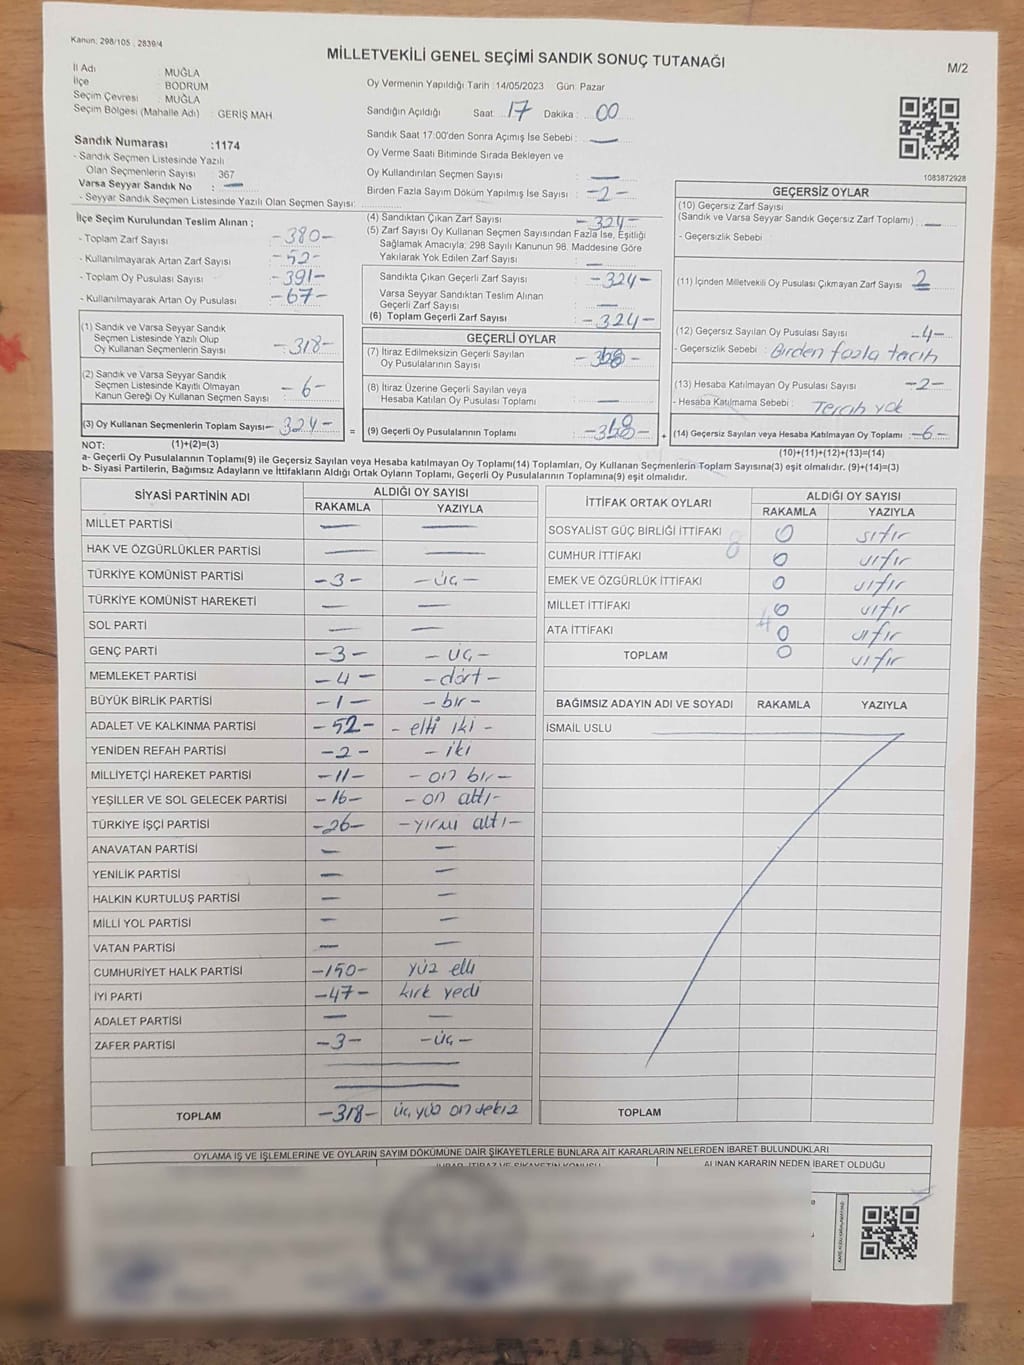 Kanun; 298/105 ; 2839/4
MİLLETVEKİLİ GENEL SEÇİMİ SANDIK SONUÇ TUTANAĞI
M/2
İl Adı : MUĞLA
İlçe : BODRUM
Seçim Çevresi : MUĞLA
Seçim Bölgesi (Mahalle Adı) : GERİŞ MAH
Oy Vermenin Yapıldığı Tarih :14/05/2023 Gün: Pazar
Sandığın Açıldığı Saat 17 Dakika : 00
Sandık Saat 17:00'den Sonra Açımış İse Sebebi : —
Oy Verme Saati Bitiminde Sırada Bekleyen ve
Oy Kullandırılan Seçmen Sayısı : —
Birden Fazla Sayım Döküm Yapılmış İse Sayısı : -2-
Sandık Numarası :1174
- Sandık Seçmen Listesinde Yazılı
Olan Seçmenlerin Sayısı : 367
Varsa Seyyar Sandık No : —
- Seyyar Sandık Seçmen Listesinde Yazılı Olan Seçmen Sayısı:
1083872928
İlçe Seçim Kurulundan Teslim Alınan ;
- Toplam Zarf Sayısı -380-
- Kullanılmayarak Artan Zarf Sayısı -52-
- Toplam Oy Pusulası Sayısı -391-
- Kullanılmayarak Artan Oy Pusulası -67-
(1) Sandık ve Varsa Seyyar Sandık
Seçmen Listesinde Yazılı Olup
Oy Kullanan Seçmenlerin Sayısı -318-
(2) Sandık ve Varsa Seyyar Sandık
Seçmen Listesinde Kayıtlı Olmayan
Kanun Gereği Oy Kullanan Seçmen Sayısı -6-
(3) Oy Kullanan Seçmenlerin Toplam Sayısı -324-
(4) Sandıktan Çıkan Zarf Sayısı -324-
(5) Zarf Sayısı Oy Kullanan Seçmen Sayısından Fazla İse, Eşitliği
Sağlamak Amacıyla; 298 Sayılı Kanunun 98. Maddesine Göre
Yakılarak Yok Edilen Zarf Sayısı —
Sandıkta Çıkan Geçerli Zarf Sayısı -324-
Varsa Seyyar Sandıktan Teslim Alınan
Geçerli Zarf Sayısı —
(6) Toplam Geçerli Zarf Sayısı -324-
GEÇERLİ OYLAR
(7) İtiraz Edilmeksizin Geçerli Sayılan
Oy Pusulalarının Sayısı
(8) İtiraz Üzerine Geçerli Sayılan veya
Hesaba Katılan Oy Pusulası Toplamı —
= (9) Geçerli Oy Pusulalarının Toplamı
GEÇERSİZ OYLAR
(10) Geçersiz Zarf Sayısı
(Sandık ve Varsa Seyyar Sandık Geçersiz Zarf Toplamı) —
- Geçersizlik Sebebi :
(11) İçinden Milletvekili Oy Pusulası Çıkmayan Zarf Sayısı 2
(12) Geçersiz Sayılan Oy Pusulası Sayısı -4-
- Geçersizlik Sebebi : Birden fazla tercih
(13) Hesaba Katılmayan Oy Pusulası Sayısı -2-
- Hesaba Katılmama Sebebi : Tercih yok
+ (14) Geçersiz Sayılan veya Hesaba Katılmayan Oy Toplamı -6-
NOT: (1)+(2)=(3)
(10)+(11)+(12)+(13)=(14)
a- Geçerli Oy Pusulalarının Toplamı(9) ile Geçersiz Sayılan veya Hesaba katılmayan Oy Toplamı(14) Toplamları, Oy Kullanan Seçmenlerin Toplam Sayısına(3) eşit olmalıdır. (9)+(14)=(3)
b- Siyasi Partilerin, Bağımsız Adayların ve İttifakların Aldığı Ortak Oyların Toplamı, Geçerli Oy Pusulalarının Toplamına(9) eşit olmalıdır.
SİYASİ PARTİNİN ADI ALDIĞI OY SAYISI
RAKAMLA YAZIYLA
MİLLET PARTİSİ — —
HAK VE ÖZGÜRLÜKLER PARTİSİ — —
TÜRKİYE KOMÜNİST PARTİSİ -3- -üç-
TÜRKİYE KOMÜNİST HAREKETİ — —
SOL PARTİ — —
GENÇ PARTİ -3- -üç-
MEMLEKET PARTİSİ -4- -dört-
BÜYÜK BİRLİK PARTİSİ -1- -bir-
ADALET VE KALKINMA PARTİSİ -52- -elli iki-
YENİDEN REFAH PARTİSİ -2- -iki
MİLLİYETÇİ HAREKET PARTİSİ -11- -on bir-
YEŞİLLER VE SOL GELECEK PARTİSİ -16- -on altı-
TÜRKİYE İŞÇİ PARTİSİ -26- -yirmi altı-
ANAVATAN PARTİSİ — —
YENİLİK PARTİSİ — —
HALKIN KURTULUŞ PARTİSİ — —
MİLLİ YOL PARTİSİ — —
VATAN PARTİSİ — —
CUMHURİYET HALK PARTİSİ -150- yüz elli
İYİ PARTİ -47- kırk yedi
ADALET PARTİSİ — —
ZAFER PARTİSİ -3- -üç-
TOPLAM -318- üç yüz on sekiz
İTTİFAK ORTAK OYLARI ALDIĞI OY SAYISI
RAKAMLA YAZIYLA
SOSYALİST GÜÇ BİRLİĞİ İTTİFAKI 0 sıfır
CUMHUR İTTİFAKI 8 0 sıfır
EMEK VE ÖZGÜRLÜK İTTİFAKI 0 sıfır
MİLLET İTTİFAKI 0 sıfır
ATA İTTİFAKI 4 0 sıfır
TOPLAM 0 sıfır
BAĞIMSIZ ADAYIN ADI VE SOYADI RAKAMLA YAZIYLA
İSMAİL USLU
TOPLAM
OYLAMA İŞ VE İŞLEMLERİNE VE OYLARIN SAYIM DÖKÜMÜNE DAİR ŞİKAYETLERLE BUNLARA AİT KARARLARIN NELERDEN İBARET BULUNDUKLARI
ALINAN KARARIN NEDEN İBARET OLDUĞU